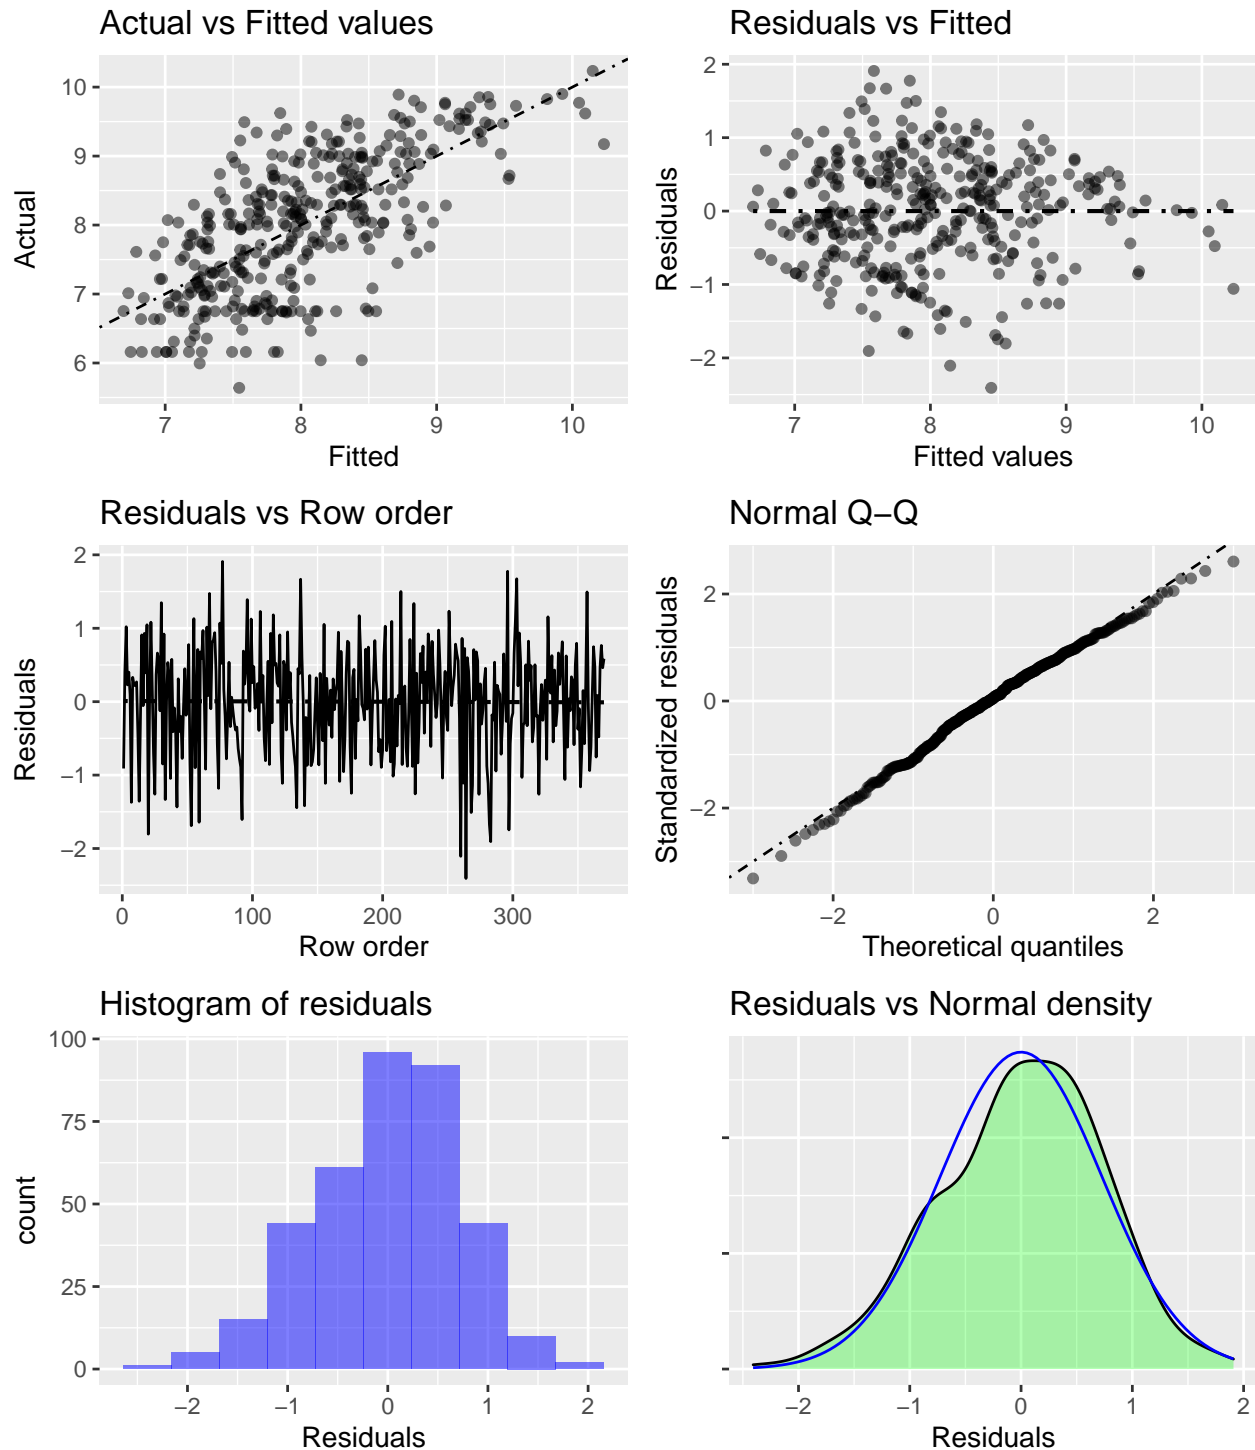 Actual vs Fitted values
Actual
10
9
8
7
6
7 8 9 10
Fitted
Residuals vs Fitted
Residuals
2
1
0
−1
−2
7 8 9 10
Fitted values
Residuals vs Row order
Residuals
2
1
0
−1
−2
0 100 200 300
Row order
Normal Q−Q
Standardized residuals
2
0
−2
−2 0 2
Theoretical quantiles
Histogram of residuals
count
100
75
50
25
0
−2 −1 0 1 2
Residuals
Residuals vs Normal density
−2 −1 0 1 2
Residuals